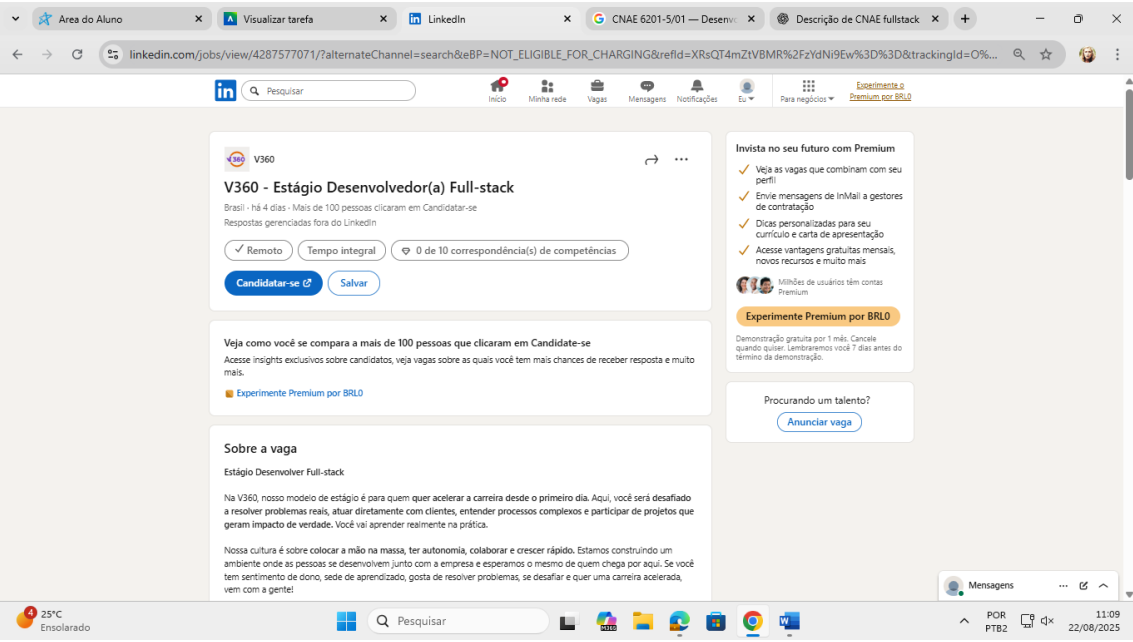 Area do Aluno
Visualizar tarefa
LinkedIn
CNAE 6201-5/01 — Desenv
Descrição de CNAE fullstack
linkedin.com/jobs/view/4287577071/?alternateChannel=search&eBP=NOT_ELIGIBLE_FOR_CHARGING&refId=XRsQT4mZtVBMR%2FzYdNi9Ew%3D%3D&trackingId=O%...
Pesquisar
Início
Minha rede
Vagas
Mensagens
Notificações
Eu
Para negócios
Experimente o
Premium por BRL0
V360
V360
V360 - Estágio Desenvolvedor(a) Full-stack
Brasil · há 4 dias · Mais de 100 pessoas clicaram em Candidatar-se
Respostas gerenciadas fora do LinkedIn
Remoto
Tempo integral
0 de 10 correspondência(s) de competências
Candidatar-se
Salvar
Veja como você se compara a mais de 100 pessoas que clicaram em Candidate-se
Acesse insights exclusivos sobre candidatos, veja vagas sobre as quais você tem mais chances de receber resposta e muito
mais.
Experimente Premium por BRL0
Sobre a vaga
Estágio Desenvolver Full-stack
Na V360, nosso modelo de estágio é para quem quer acelerar a carreira desde o primeiro dia. Aqui, você será desafiado
a resolver problemas reais, atuar diretamente com clientes, entender processos complexos e participar de projetos que
geram impacto de verdade. Você vai aprender realmente na prática.
Nossa cultura é sobre colocar a mão na massa, ter autonomia, colaborar e crescer rápido. Estamos construindo um
ambiente onde as pessoas se desenvolvem junto com a empresa e esperamos o mesmo de quem chega por aqui. Se você
tem sentimento de dono, sede de aprendizado, gosta de resolver problemas, se desafiar e quer uma carreira acelerada,
vem com a gente!
Invista no seu futuro com Premium
Veja as vagas que combinam com seu
perfil
Envie mensagens de InMail a gestores
de contratação
Dicas personalizadas para seu
currículo e carta de apresentação
Acesse vantagens gratuitas mensais,
novos recursos e muito mais
Milhões de usuários têm contas
Premium
Experimente Premium por BRL0
Demonstração gratuita por 1 mês. Cancele
quando quiser. Lembraremos você 7 dias antes do
término da demonstração.
Procurando um talento?
Anunciar vaga
Mensagens
4
25°C
Ensolarado
Pesquisar
M365
POR
PTB2
11:09
22/08/2025